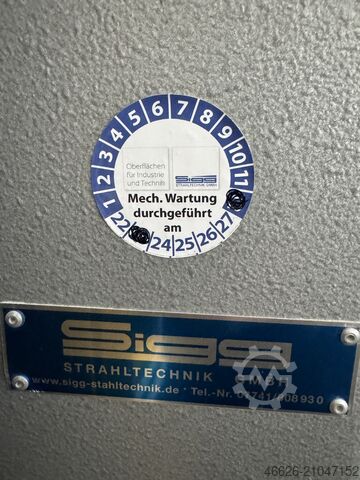 1 2 3 4 5 6 7 8 9 10 11
Oberflächen
für Industrie
und Technik
Sigg
STRAHLTECHNIK GMBH
Mech. Wartung
durchgeführt
am
22 24 25 26 27
Sigg
STRAHLTECHNIK GMBH
www.sigg-stahltechnik.de · Tel.-Nr. 07741/608930
46626-21047152